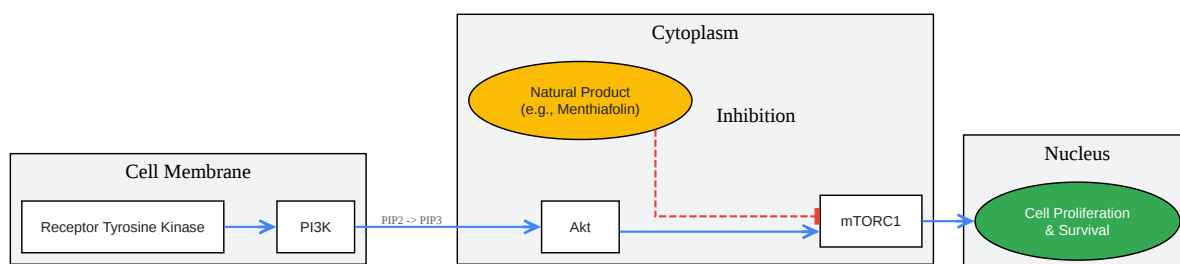 Cytoplasm
Natural Product
(e.g., Menthiafolin)
Inhibition
Cell Membrane
Nucleus
Receptor Tyrosine Kinase
PI3K
PIP2 -> PIP3
Akt
mTORC1
Cell Proliferation
& Survival